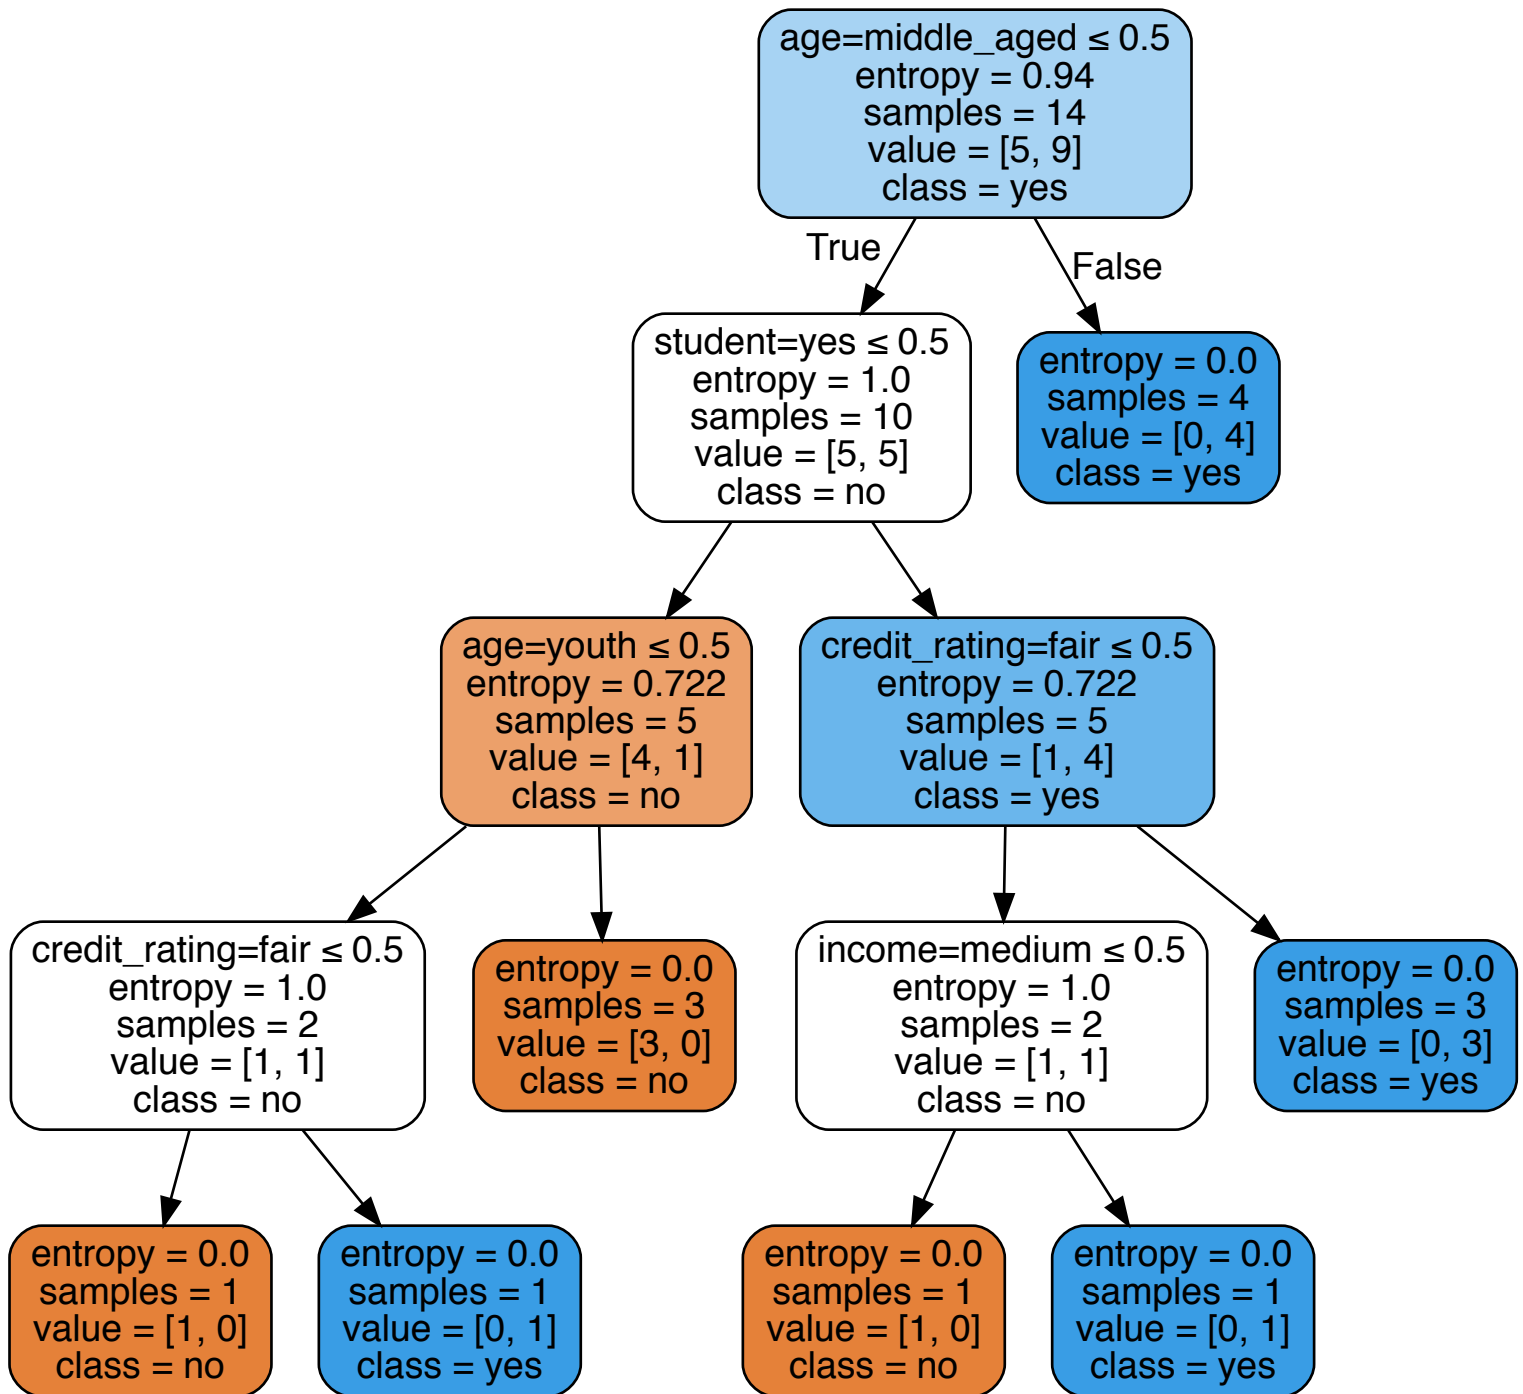 age=middle_aged ≤ 0.5
entropy = 0.94
samples = 14
value = [5, 9]
class = yes
True
False
student=yes ≤ 0.5
entropy = 1.0
samples = 10
value = [5, 5]
class = no
entropy = 0.0
samples = 4
value = [0, 4]
class = yes
age=youth ≤ 0.5
entropy = 0.722
samples = 5
value = [4, 1]
class = no
credit_rating=fair ≤ 0.5
entropy = 0.722
samples = 5
value = [1, 4]
class = yes
credit_rating=fair ≤ 0.5
entropy = 1.0
samples = 2
value = [1, 1]
class = no
entropy = 0.0
samples = 3
value = [3, 0]
class = no
income=medium ≤ 0.5
entropy = 1.0
samples = 2
value = [1, 1]
class = no
entropy = 0.0
samples = 3
value = [0, 3]
class = yes
entropy = 0.0
samples = 1
value = [1, 0]
class = no
entropy = 0.0
samples = 1
value = [0, 1]
class = yes
entropy = 0.0
samples = 1
value = [1, 0]
class = no
entropy = 0.0
samples = 1
value = [0, 1]
class = yes